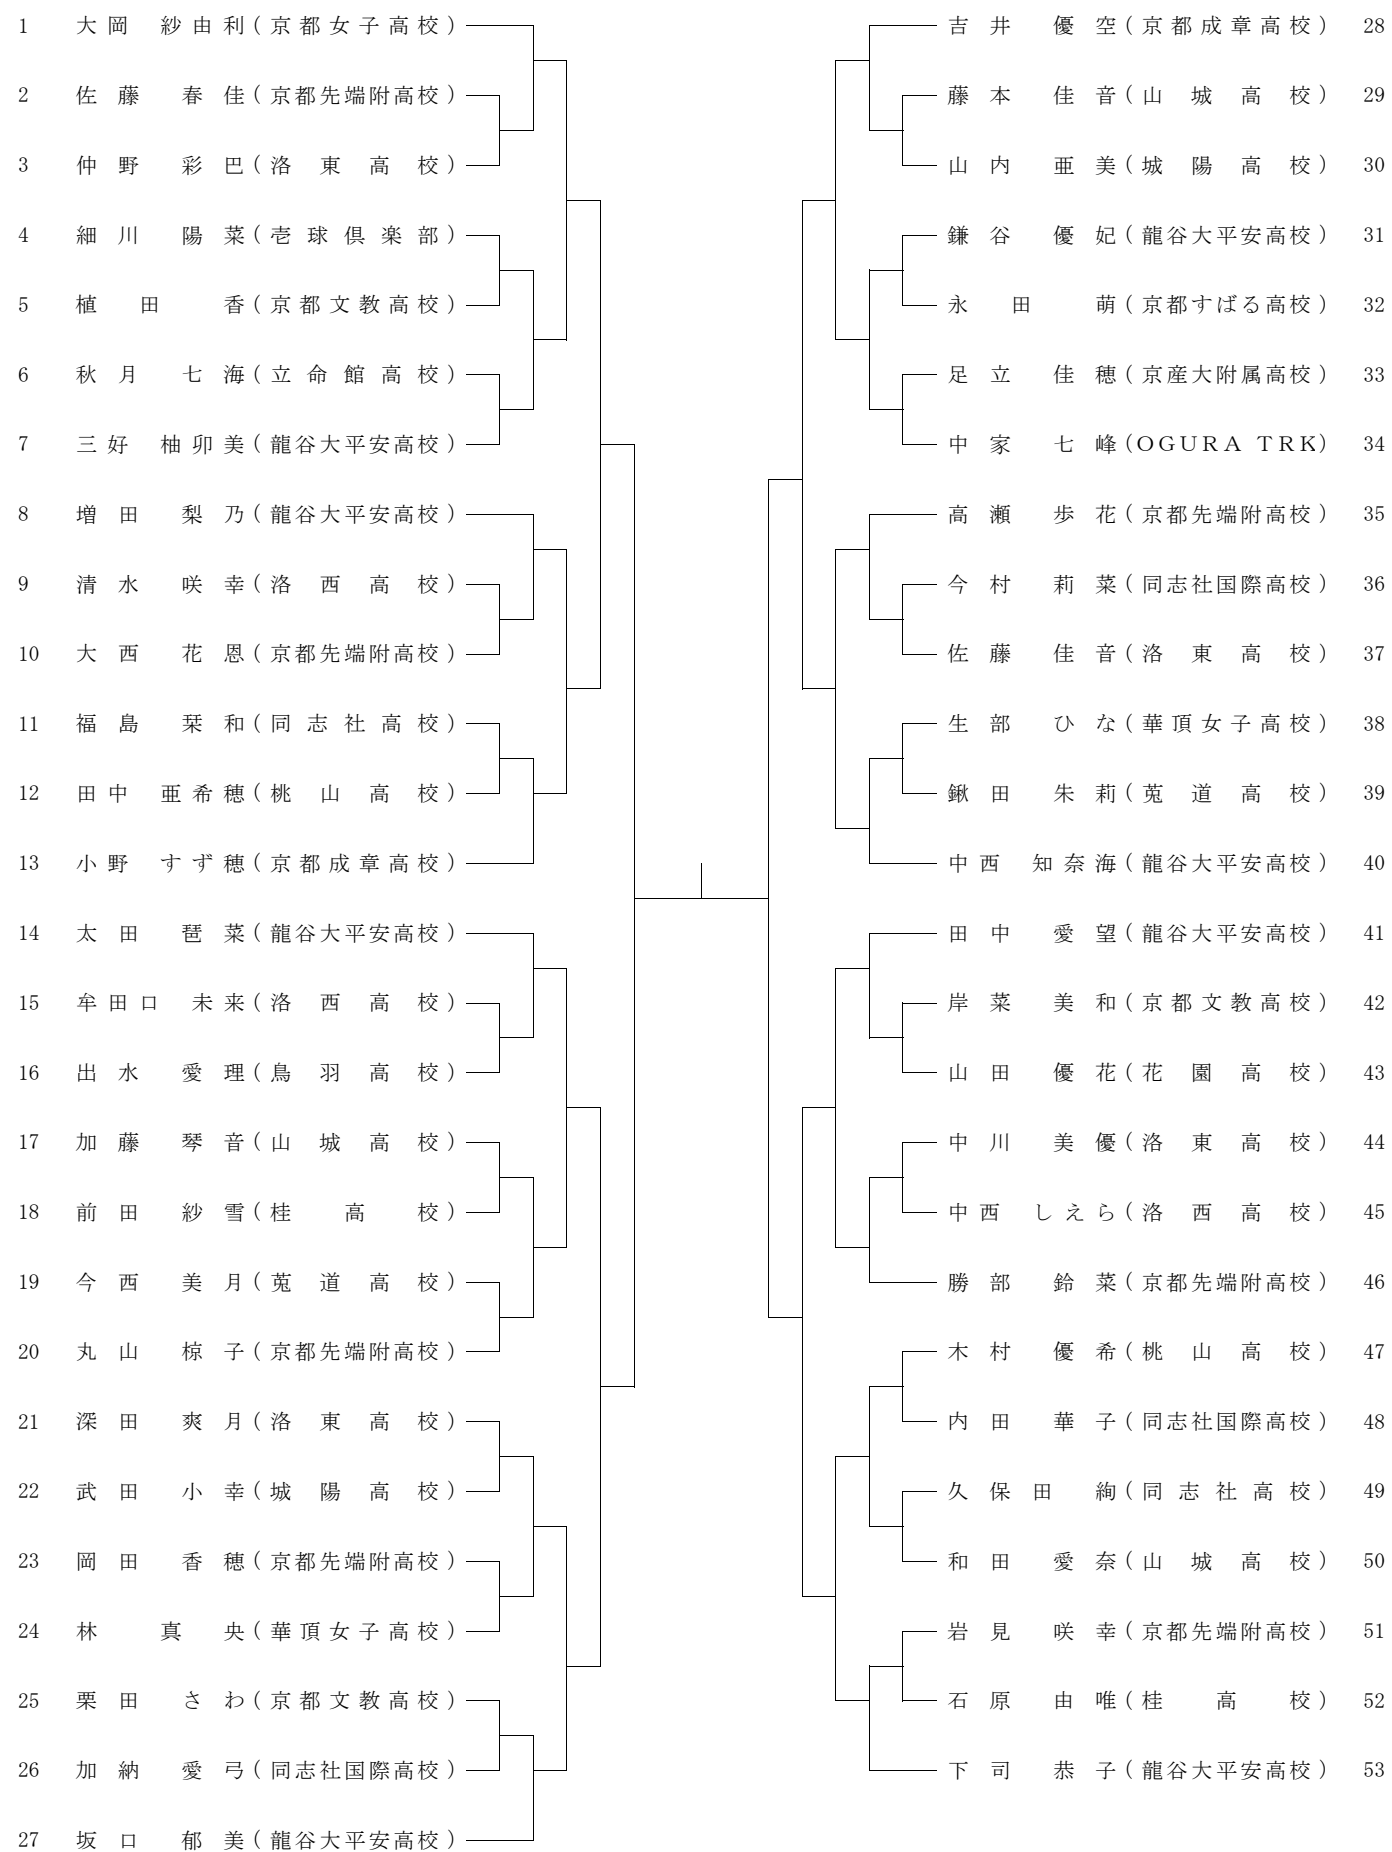 1 大岡 紗由利(京都女子高校)
2 佐藤 春佳(京都先端附高校)
3 仲野 彩巴(洛東高校)
4 細川 陽菜(壱球倶楽部)
5 植田 香(京都文教高校)
6 秋月 七海(立命館高校)
7 三好 柚卯美(龍谷大平安高校)
8 増田 梨乃(龍谷大平安高校)
9 清水 咲幸(洛西高校)
10 大西 花恩(京都先端附高校)
11 福島 栞和(同志社高校)
12 田中 亜希穂(桃山高校)
13 小野 すず穂(京都成章高校)
14 太田 琶菜(龍谷大平安高校)
15 牟田口 未来(洛西高校)
16 出水 愛理(鳥羽高校)
17 加藤 琴音(山城高校)
18 前田 紗雪(桂高校)
19 今西 美月(莵道高校)
20 丸山 椋子(京都先端附高校)
21 深田 爽月(洛東高校)
22 武田 小幸(城陽高校)
23 岡田 香穂(京都先端附高校)
24 林 真央(華頂女子高校)
25 栗田 さわ(京都文教高校)
26 加納 愛弓(同志社国際高校)
27 坂口 郁美(龍谷大平安高校)
吉井 優空(京都成章高校) 28
藤本 佳音(山城高校) 29
山内 亜美(城陽高校) 30
鎌谷 優妃(龍谷大平安高校) 31
永田 萌(京都すばる高校) 32
足立 佳穂(京産大附属高校) 33
中家 七峰(OGURA TRK) 34
高瀬 歩花(京都先端附高校) 35
今村 莉菜(同志社国際高校) 36
佐藤 佳音(洛東高校) 37
生部 ひな(華頂女子高校) 38
鍬田 朱莉(莵道高校) 39
中西 知奈海(龍谷大平安高校) 40
田中 愛望(龍谷大平安高校) 41
岸菜 美和(京都文教高校) 42
山田 優花(花園高校) 43
中川 美優(洛東高校) 44
中西 しえら(洛西高校) 45
勝部 鈴菜(京都先端附高校) 46
木村 優希(桃山高校) 47
内田 華子(同志社国際高校) 48
久保田 絢(同志社高校) 49
和田 愛奈(山城高校) 50
岩見 咲幸(京都先端附高校) 51
石原 由唯(桂高校) 52
下司 恭子(龍谷大平安高校) 53